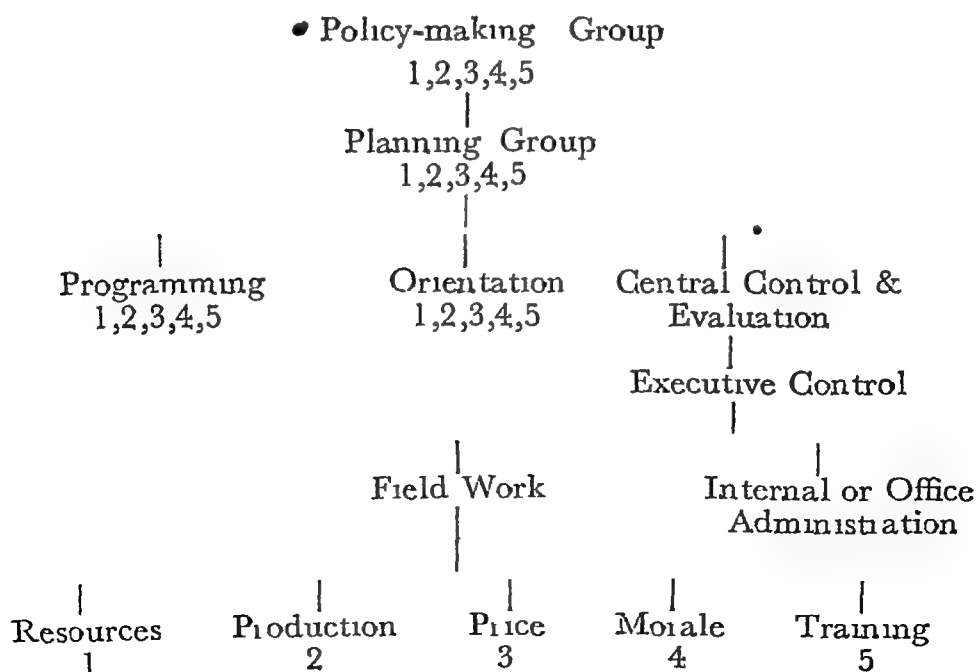 Policy-making Group
1,2,3,4,5
Planning Group
1,2,3,4,5
Programming Orientation Central Control &
1,2,3,4,5 1,2,3,4,5 Evaluation
Executive Control
Field Work Internal or Office
Administration
Resources Production Price Morale Training
1 2 3 4 5